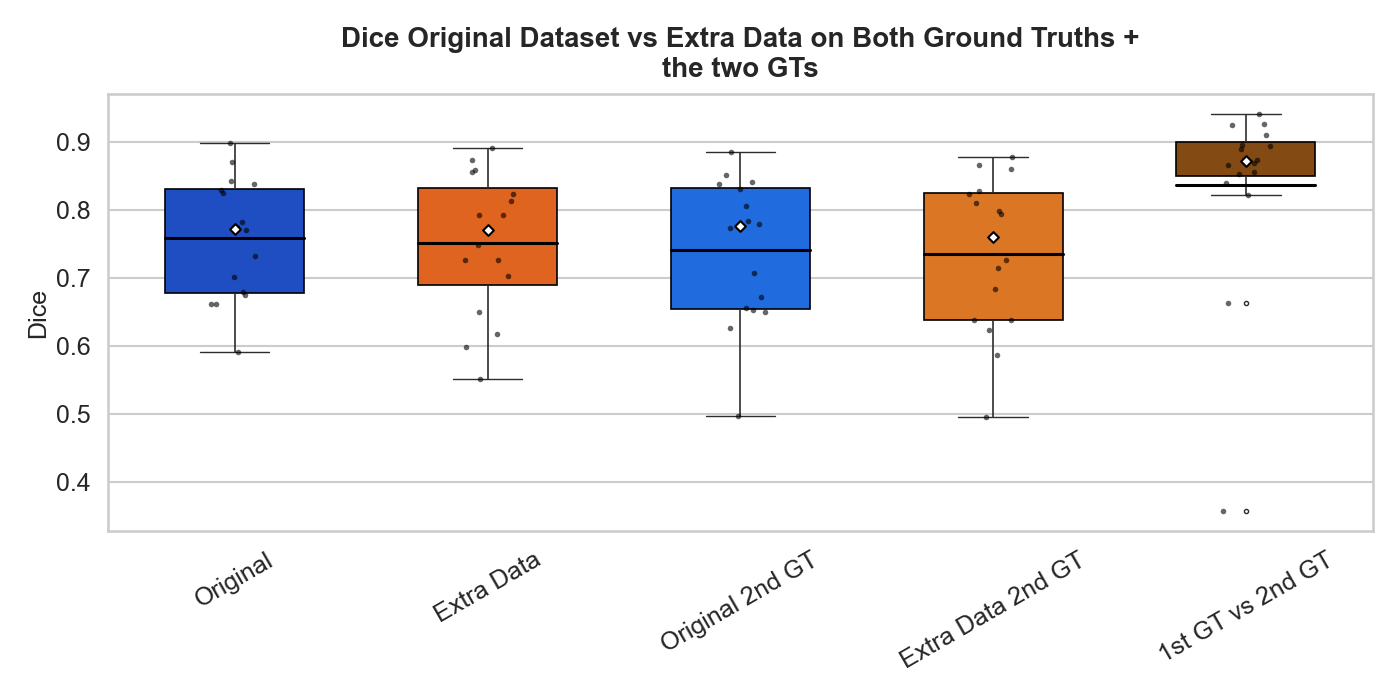 Dice Original Dataset vs Extra Data on Both Ground Truths +
the two GTs
Dice
0.9
0.8
0.7
0.6
0.5
0.4
Original
Extra Data
Original 2nd GT
Extra Data 2nd GT
1st GT vs 2nd GT